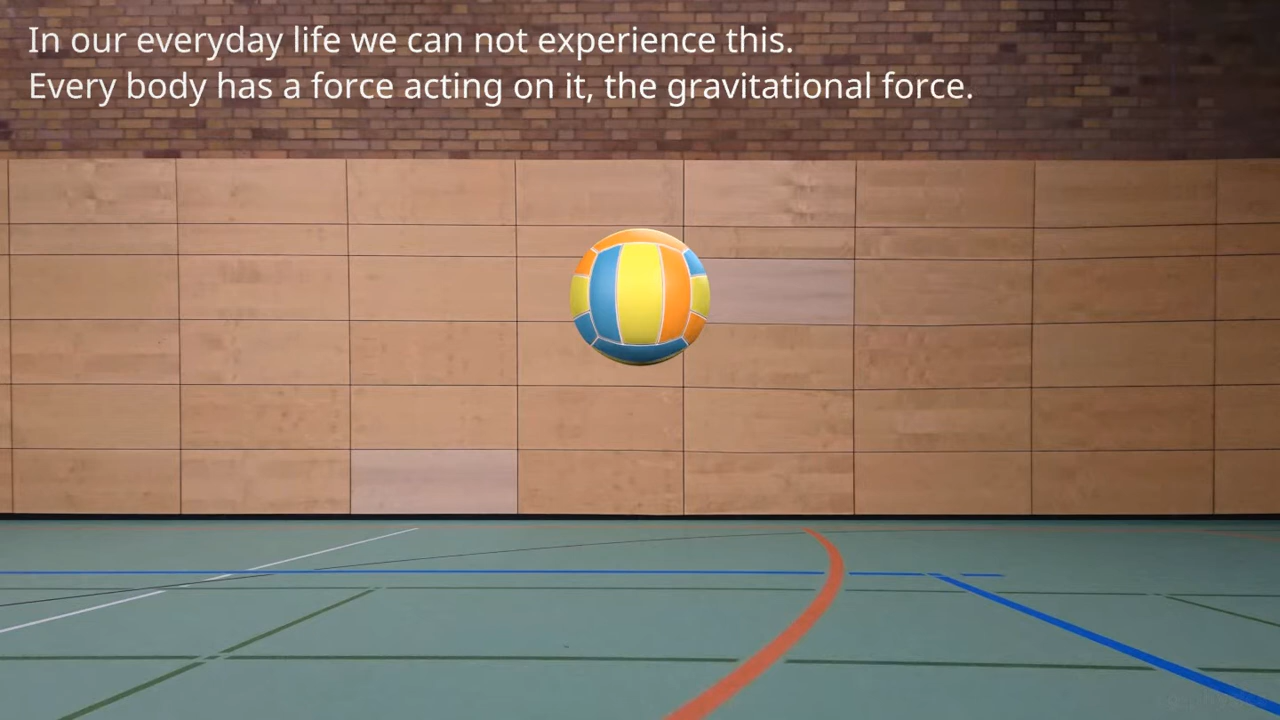 In our everyday life we can not experience this.
Every body has a force acting on it, the gravitational force.